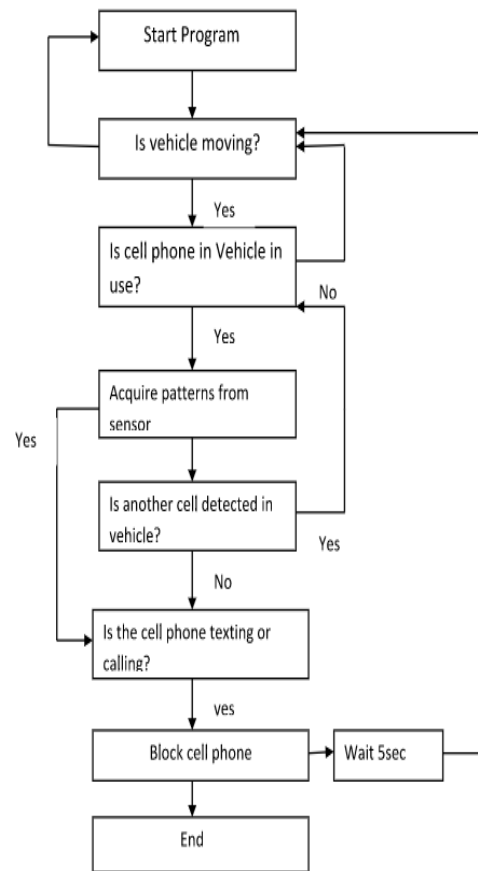 Start Program
Is vehicle moving?
Yes
Is cell phone in Vehicle in
use?
No
Yes
Acquire patterns from
sensor
Yes
Is another cell detected in
vehicle?
Yes
No
Is the cell phone texting or
calling?
yes
Block cell phone
Wait 5sec
End